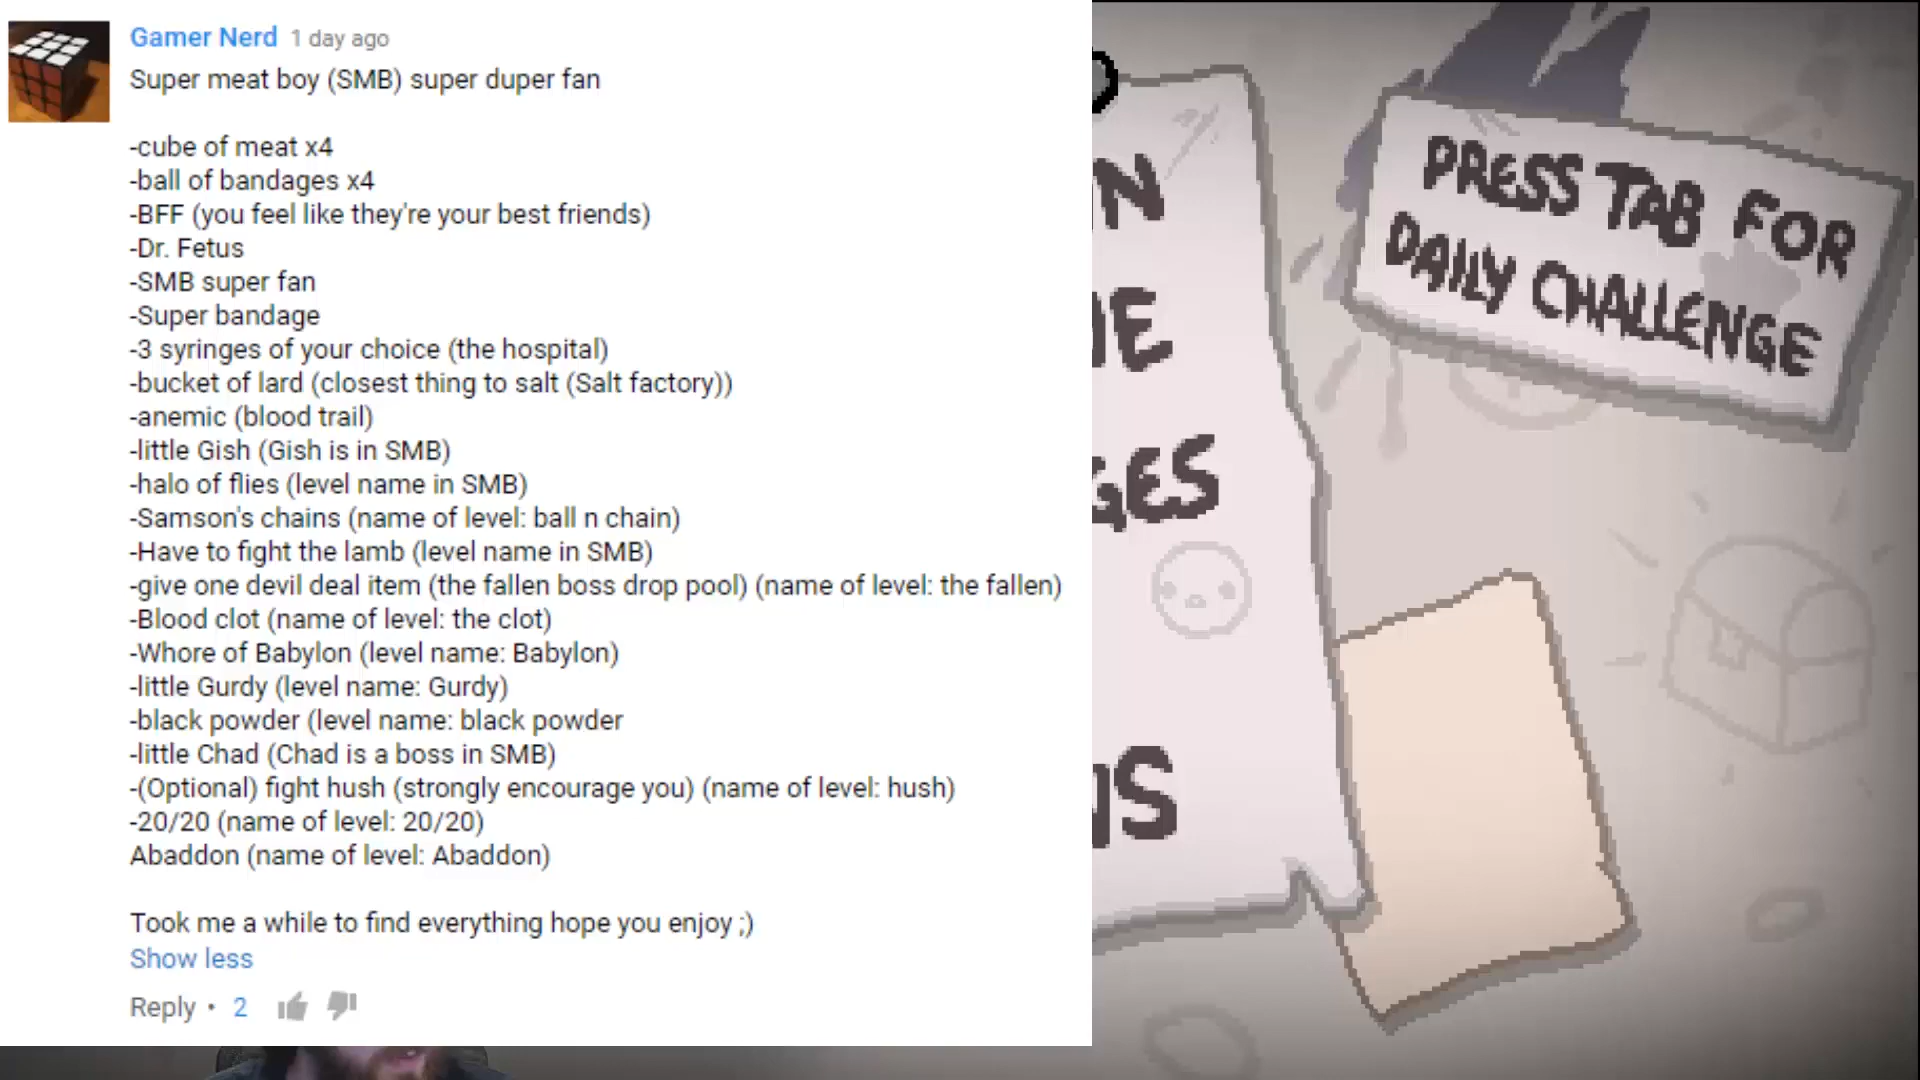 Gamer Nerd 1 day ago
Super meat boy (SMB) super duper fan
-cube of meat x4
-ball of bandages x4
-BFF (you feel like they're your best friends)
-Dr. Fetus
-SMB super fan
-Super bandage
-3 syringes of your choice (the hospital)
-bucket of lard (closest thing to salt (Salt factory))
-anemic (blood trail)
-little Gish (Gish is in SMB)
-halo of flies (level name in SMB)
-Samson's chains (name of level: ball n chain)
-Have to fight the lamb (level name in SMB)
-give one devil deal item (the fallen boss drop pool) (name of level: the fallen)
-Blood clot (name of level: the clot)
-Whore of Babylon (level name: Babylon)
-little Gurdy (level name: Gurdy)
-black powder (level name: black powder
-little Chad (Chad is a boss in SMB)
-(Optional) fight hush (strongly encourage you) (name of level: hush)
-20/20 (name of level: 20/20)
Abaddon (name of level: Abaddon)
Took me a while to find everything hope you enjoy ;)
Show less
Reply • 2
PRESS TAB FOR
DAILY CHALLENGE